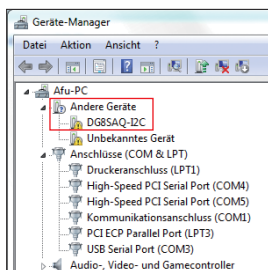 Geräte-Manager
Datei Aktion Ansicht ?
Afu-PC
Andere Geräte
DG8SAQ-I2C
Unbekanntes Gerät
Anschlüsse (COM & LPT)
Druckeranschluss (LPT1)
High-Speed PCI Serial Port (COM4)
High-Speed PCI Serial Port (COM5)
Kommunikationsanschluss (COM1)
PCI ECP Parallel Port (LPT3)
USB Serial Port (COM3)
Audio-, Video- und Gamecontroller